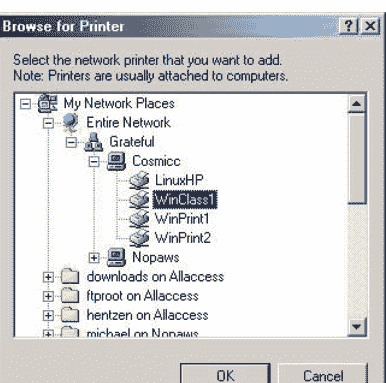 Browse for Printer
Select the network printer that you want to add.
Note: Printers are usually attached to computers.
My Network Places
Entire Network
Grateful
Cosmicc
LinuxHP
WinClass1
WinPrint1
WinPrint2
Nopaws
downloads on Allaccess
ftproot on Allaccess
hentzen on Allaccess
michael on Nopaws
OK
Cancel